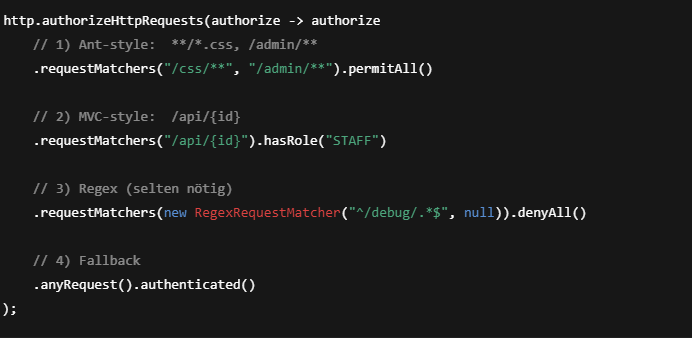 http.authorizeHttpRequests(authorize -> authorize
// 1) Ant-style:  **/*.css, /admin/**
.requestMatchers("/css/**", "/admin/**").permitAll()
// 2) MVC-style:  /api/{id}
.requestMatchers("/api/{id}").hasRole("STAFF")
// 3) Regex (selten nötig)
.requestMatchers(new RegexRequestMatcher("^/debug/.*$", null)).denyAll()
// 4) Fallback
.anyRequest().authenticated()
);